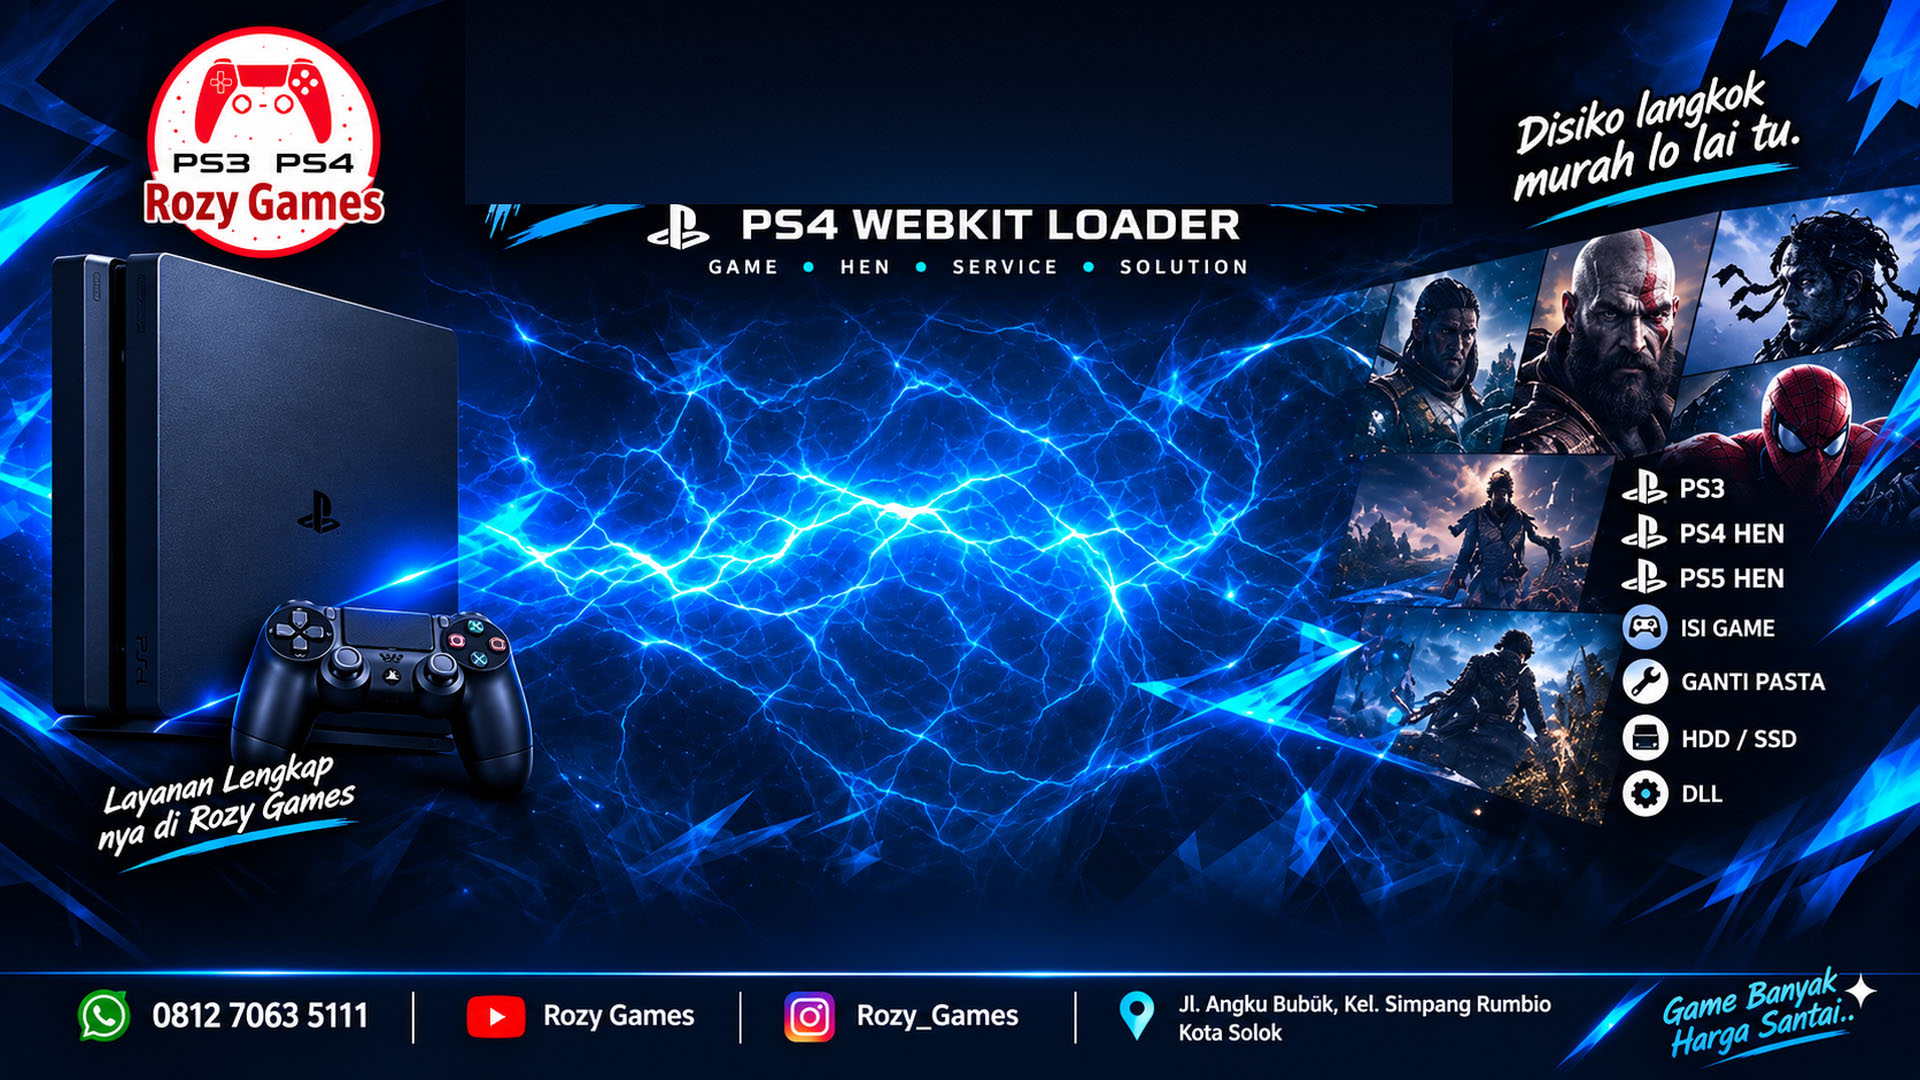 PS3 PS4
Rozy Games
Disiko langkok
murah lo lai tu.
PS4 WEBKIT LOADER
GAME • HEN • SERVICE • SOLUTION
PS3
PS4 HEN
PS5 HEN
ISI GAME
GANTI PASTA
HDD / SSD
DLL
PS4
Layanan Lengkap
nya di Rozy Games
0812 7063 5111
Rozy Games
Rozy_Games
Jl. Angku Bubük, Kel. Simpang Rumbio
Kota Solok
Game Banyak
Harga Santai..